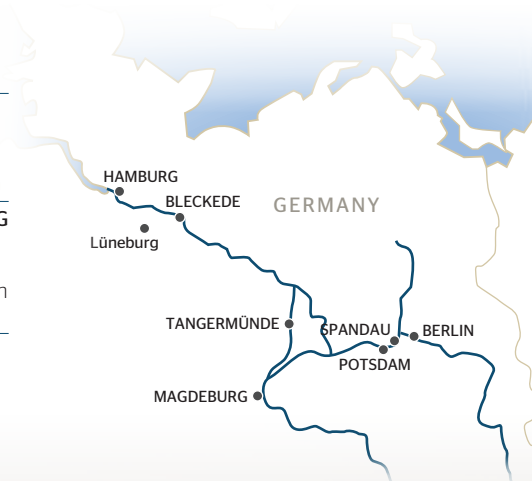 HAMBURG
BLECKEDE
GERMANY
G
Lüneburg
n
TANGERMÜNDE
SPANDAU
BERLIN
POTSDAM
MAGDEBURG